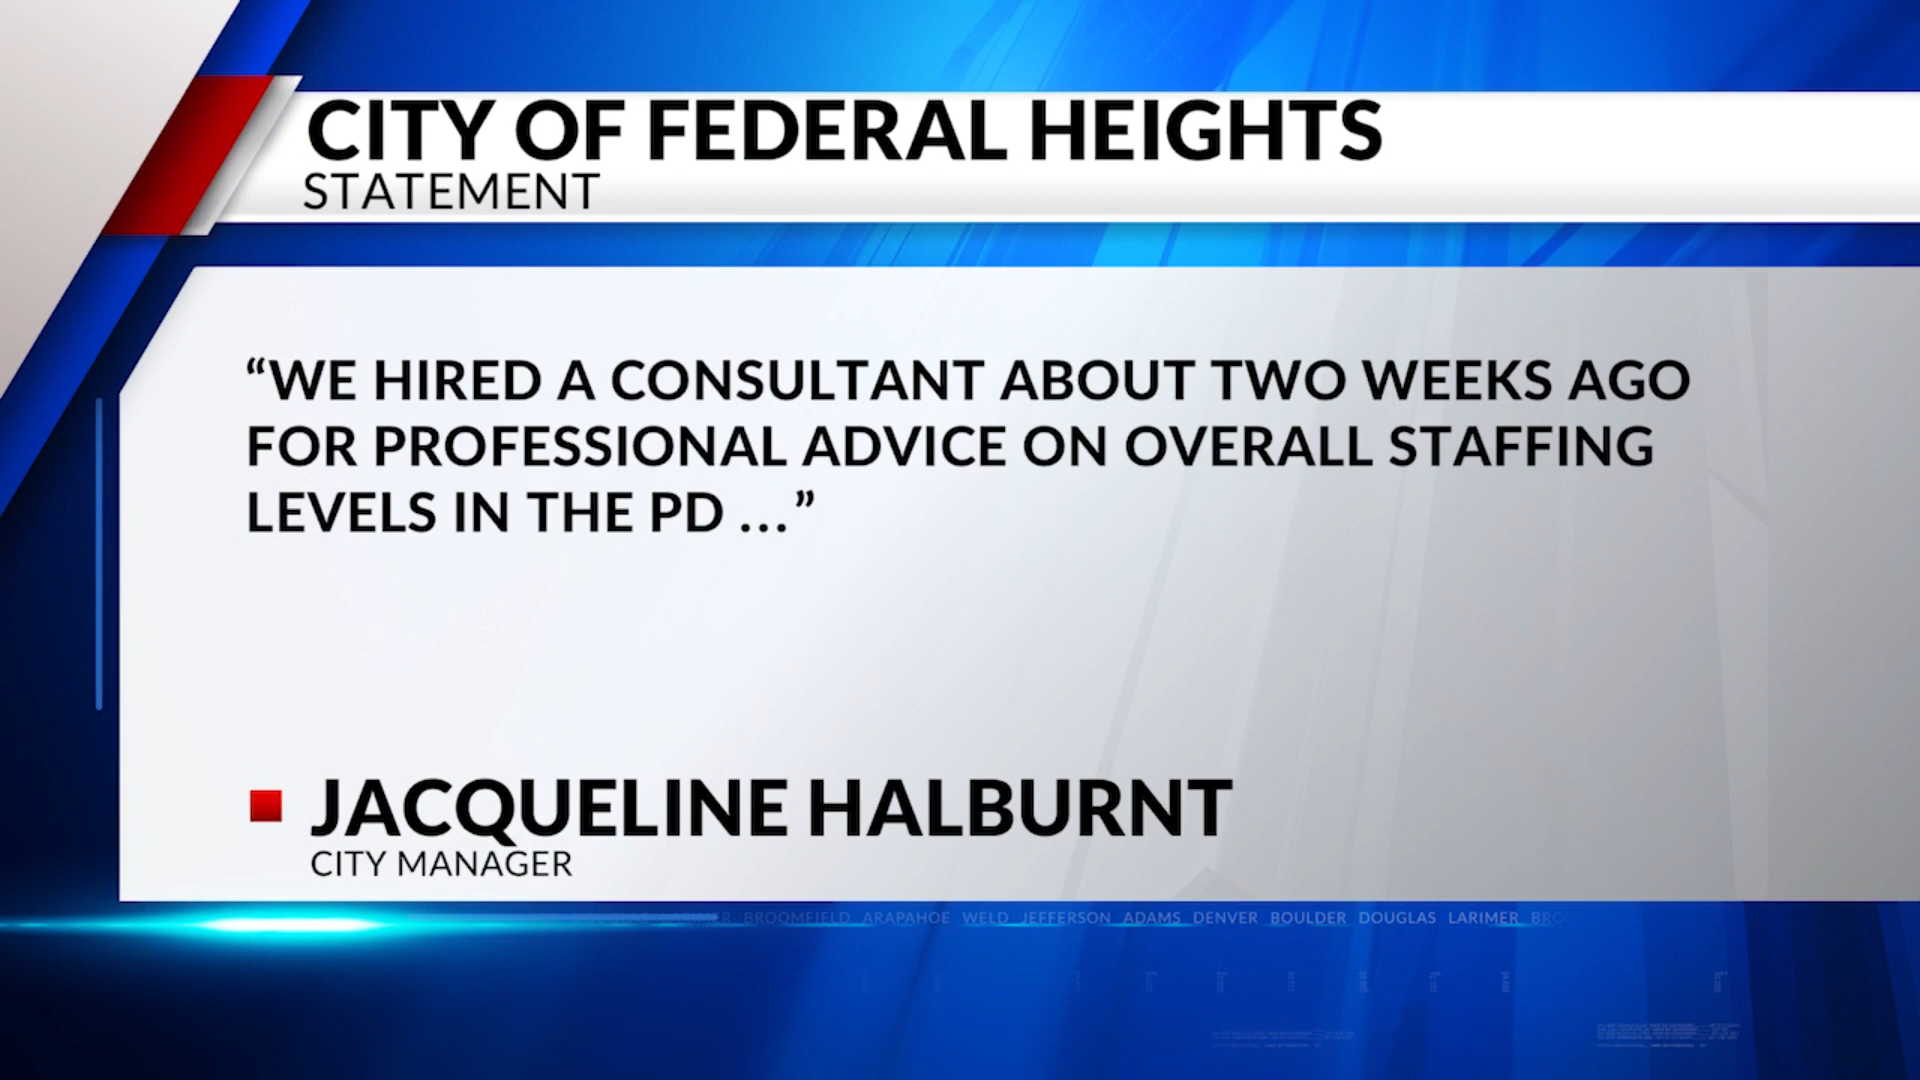 CITY OF FEDERAL HEIGHTS
STATEMENT
“WE HIRED A CONSULTANT ABOUT TWO WEEKS AGO
FOR PROFESSIONAL ADVICE ON OVERALL STAFFING
LEVELS IN THE PD ...”
JACQUELINE HALBURNT
CITY MANAGER
LARIMER BROOMFIELD ARAPAHOE WELD JEFFERSON ADAMS DENVER BOULDER DOUGLAS LARIMER